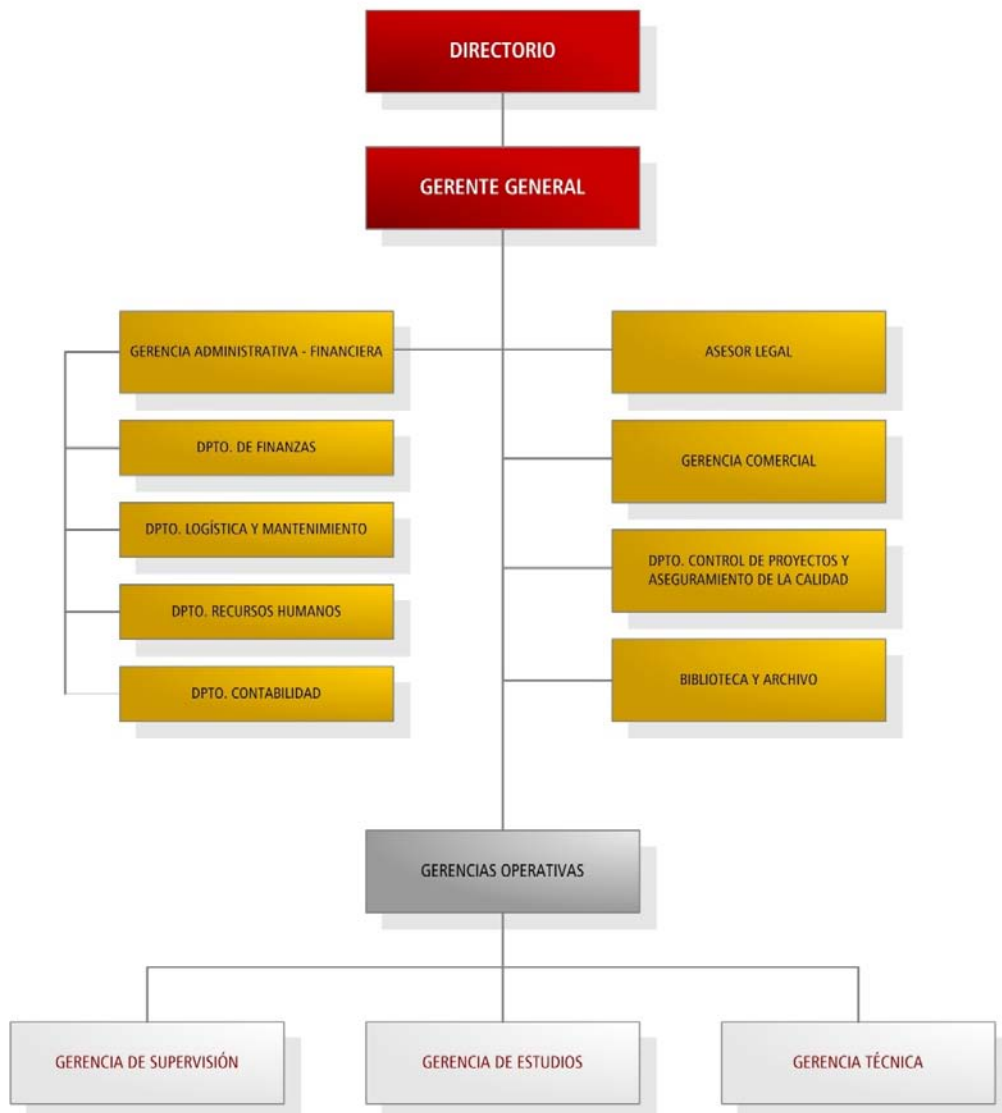 DIRECTORIO
GERENTE GENERAL
GERENCIA ADMINISTRATIVA - FINANCIERA
DPTO. DE FINANZAS
DPTO. LOGÍSTICA Y MANTENIMIENTO
DPTO. RECURSOS HUMANOS
DPTO. CONTABILIDAD
ASESOR LEGAL
GERENCIA COMERCIAL
DPTO. CONTROL DE PROYECTOS Y
ASEGURAMIENTO DE LA CALIDAD
BIBLIOTECA Y ARCHIVO
GERENCIAS OPERATIVAS
GERENCIA DE SUPERVISIÓN
GERENCIA DE ESTUDIOS
GERENCIA TÉCNICA